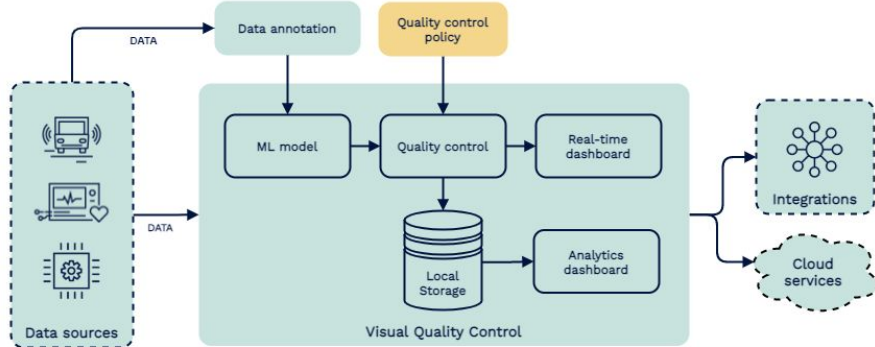 DATA
Data annotation
Quality control
policy
ML model
Quality control
Real-time
dashboard
Integrations
DATA
Local
Storage
Analytics
dashboard
Cloud
services
Data sources
Visual Quality Control